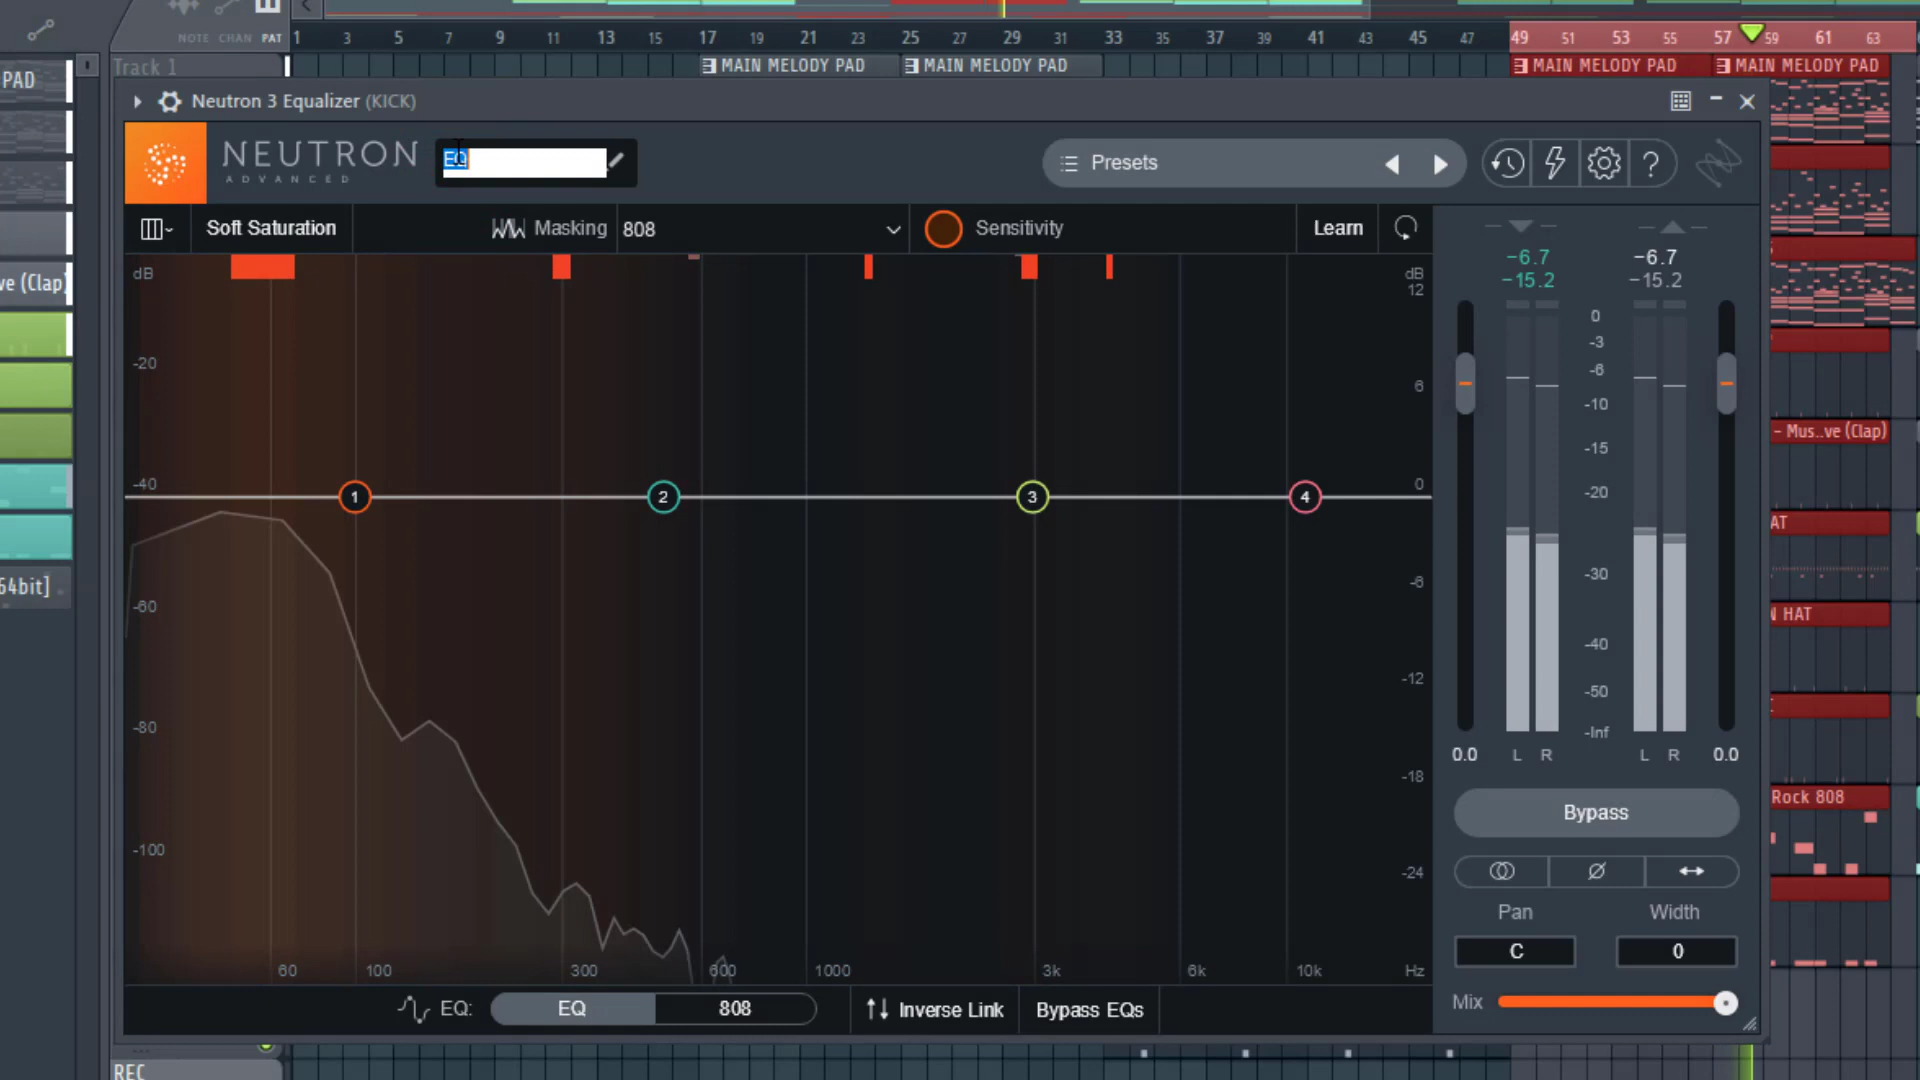 NOTE CHAN PAT
1 3 5 7 9 11 13 15 17 19 21 23 25 27 29 31 33 35 37 39 41 43 45 47 49 51 53 55 57 59 61 63
PAD
Track 1
MAIN MELODY PAD
MAIN MELODY PAD
MAIN MELODY PAD
MAIN MELODY PAD
Neutron 3 Equalizer (KICK)
NEUTRON
ADVANCED
EQ
Presets
?
Soft Saturation
Masking
808
Sensitivity
Learn
dB
-20
-40
-60
-80
-100
dB
12
6
0
-6
-12
-18
-24
1 2 3 4
60 100 300 600 1000 3k 6k 10k Hz
-6.7
-15.2
-6.7
-15.2
0
-3
-6
-10
-15
-20
-30
-40
-50
-Inf
0.0 L R L R 0.0
Bypass
Pan Width
C 0
Mix
EQ: EQ 808
Inverse Link
Bypass EQs
ve (Clap)
64bit]
- Mus..ve (Clap)
AT
N HAT
Rock 808
REC